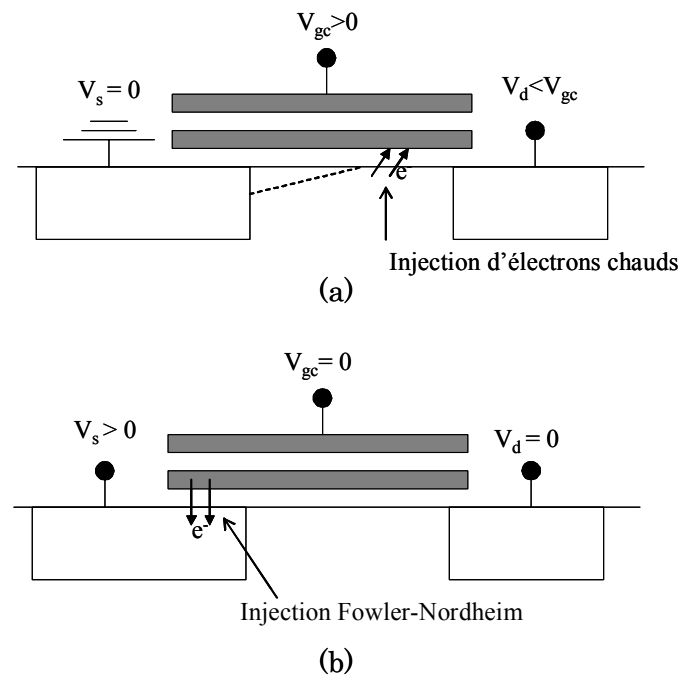 V_gc>0
V_s = 0
V_d<V_gc
e-
Injection d'électrons chauds
(a)
V_gc = 0
V_s > 0
V_d = 0
e-
Injection Fowler-Nordheim
(b)